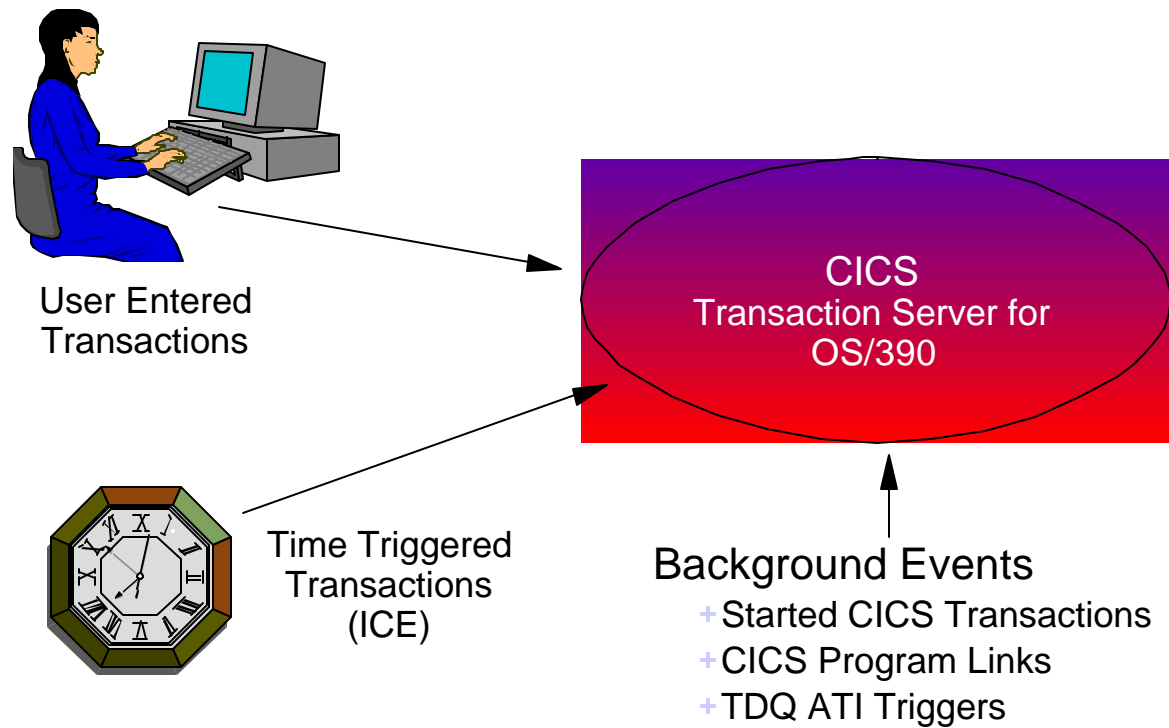 User Entered
Transactions
CICS
Transaction Server for
OS/390
Time Triggered
Transactions
(ICE)
Background Events
+Started CICS Transactions
+CICS Program Links
+TDQ ATI Triggers